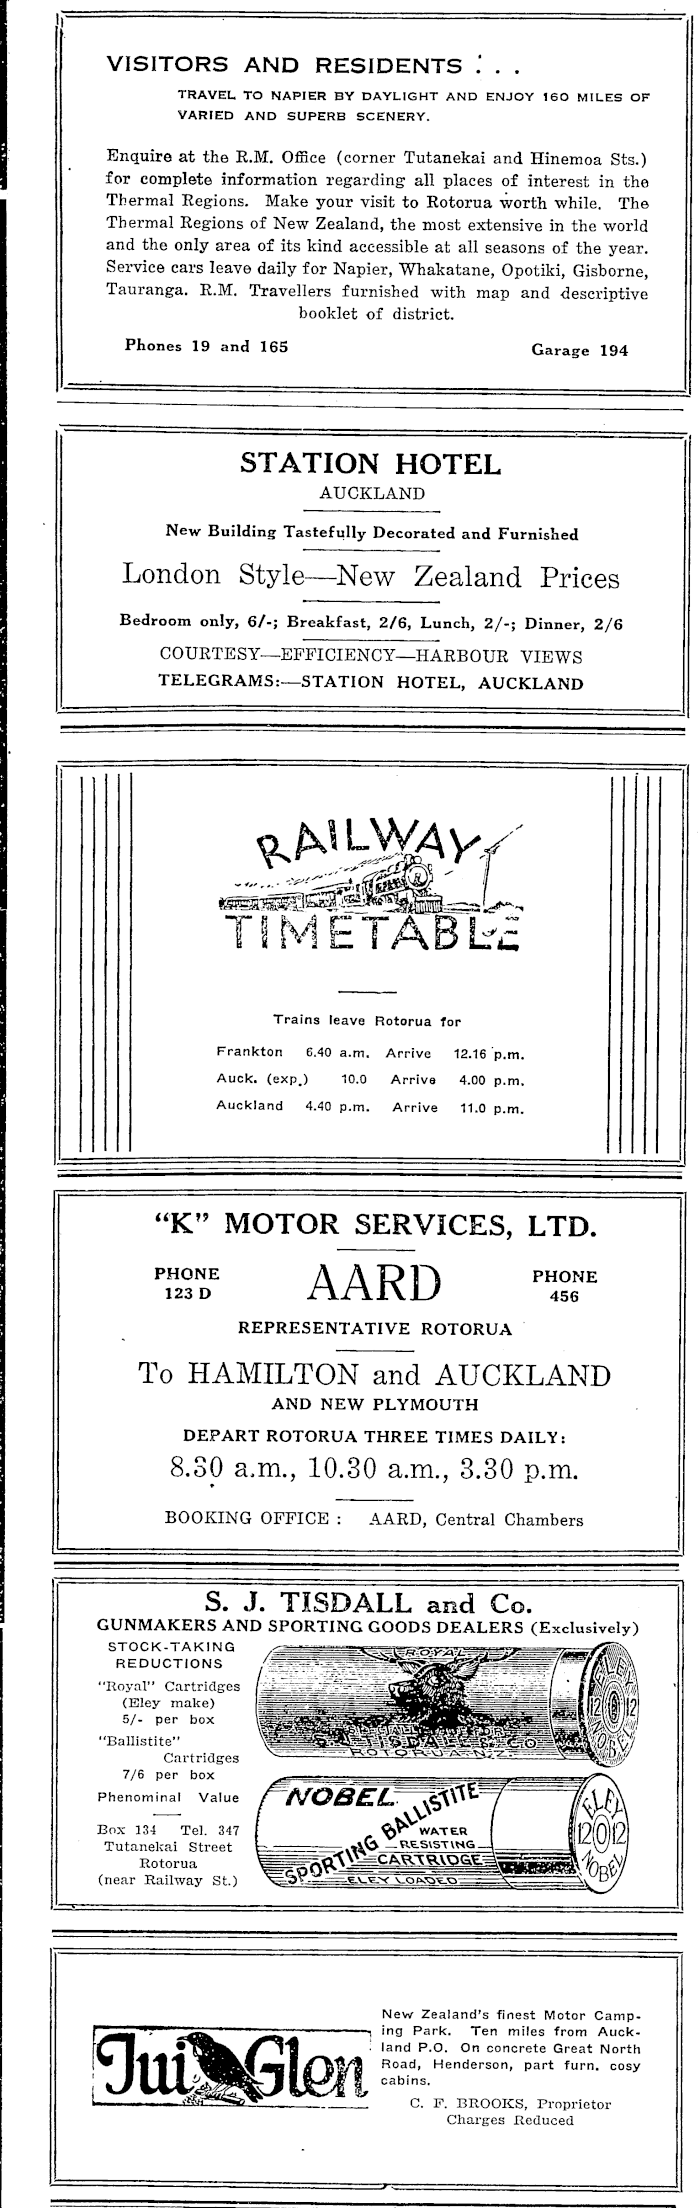 VISITORS AND RESIDENTS : . .
TRAVEL TO NAPIER BY DAYLIGHT AND ENJOY 160 MILES OF
VARIED AND SUPERB SCENERY.
Enquire at the R.M. Office (corner Tutanekai and Hinemoa Sts.)
for complete information regarding all places of interest in the
Thermal Regions. Make your visit to Rotorua worth while. The
Thermal Regions of New Zealand, the most extensive in the world
and the only area of its kind accessible at all seasons of the year.
Service cars leave daily for Napier, Whakatane, Opotiki, Gisborne,
Tauranga. R.M. Travellers furnished with map and descriptive
booklet of district.
Phones 19 and 165 Garage 194
STATION HOTEL
AUCKLAND
New Building Tastefully Decorated and Furnished
London Style—New Zealand Prices
Bedroom only, 6/-; Breakfast, 2/6, Lunch, 2/-; Dinner, 2/6
COURTESY—EFFICIENCY—HARBOUR VIEWS
TELEGRAMS:—STATION HOTEL, AUCKLAND
RAILWAY
TIMETABLE
Trains leave Rotorua for
Frankton 6.40 a.m. Arrive 12.16 p.m.
Auck. (exp.) 10.0 Arrive 4.00 p.m.
Auckland 4.40 p.m. Arrive 11.0 p.m.
"K" MOTOR SERVICES, LTD.
PHONE 123 D
AARD
PHONE 456
REPRESENTATIVE ROTORUA
To HAMILTON and AUCKLAND
AND NEW PLYMOUTH
DEPART ROTORUA THREE TIMES DAILY:
8.30 a.m., 10.30 a.m., 3.30 p.m.
BOOKING OFFICE : AARD, Central Chambers
S. J. TISDALL and Co.
GUNMAKERS AND SPORTING GOODS DEALERS (Exclusively)
STOCK-TAKING
REDUCTIONS
"Royal" Cartridges
(Eley make)
5/- per box
"Ballistite"
Cartridges
7/6 per box
Phenominal Value
Box 134 Tel. 347
Tutanekai Street
Rotorua
(near Railway St.)
ROYAL
S. J. TISDALL & CO
ROTORUA N.Z.
ELEY
12 12
NOBEL
NOBEL
SPORTING BALLISTITE
WATER
RESISTING
CARTRIDGE
ELEY LOADED
ELEY
12 12
NOBEL
Tui Glen
New Zealand's finest Motor Camp-
ing Park. Ten miles from Auck-
land P.O. On concrete Great North
Road, Henderson, part furn. cosy
cabins.
C. F. BROOKS, Proprietor
Charges Reduced